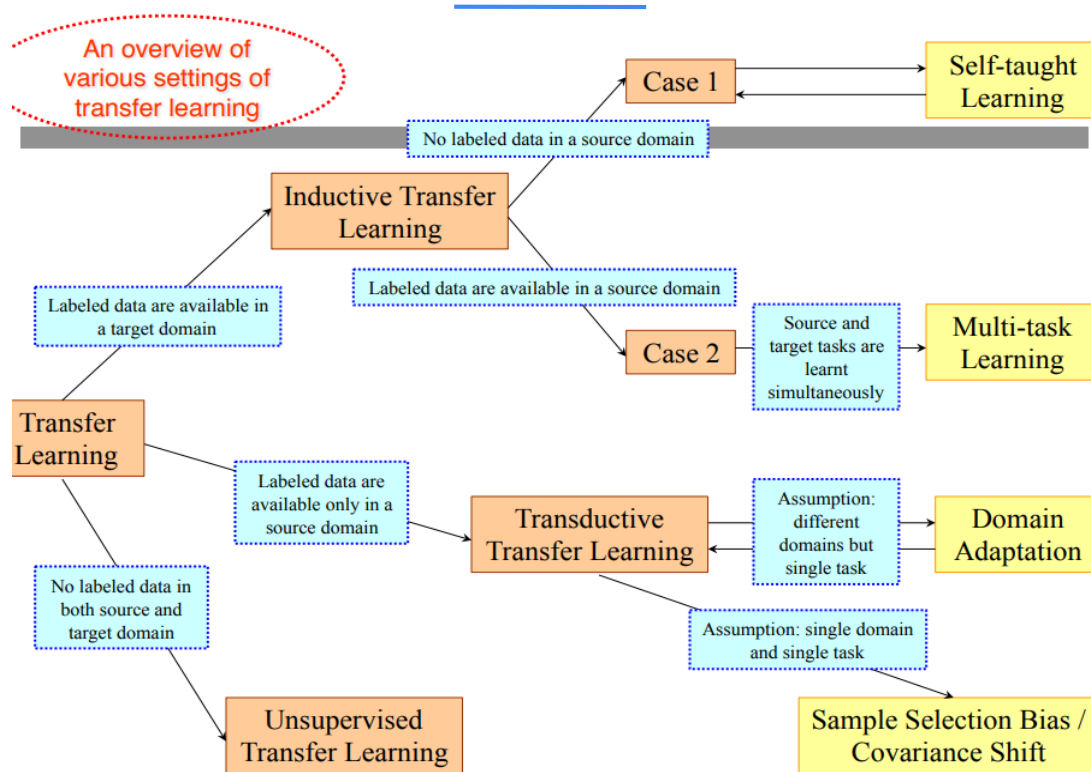 An overview of
various settings of
transfer learning
Case 1
Self-taught
Learning
No labeled data in a source domain
Inductive Transfer
Learning
Labeled data are available in a source domain
Labeled data are available in
a target domain
Case 2
Source and
target tasks are
learnt
simultaneously
Multi-task
Learning
Transfer
Learning
Labeled data are
available only in a
source domain
Transductive
Transfer Learning
Assumption:
different
domains but
single task
Domain
Adaptation
No labeled data in
both source and
target domain
Assumption: single domain
and single task
Unsupervised
Transfer Learning
Sample Selection Bias /
Covariance Shift